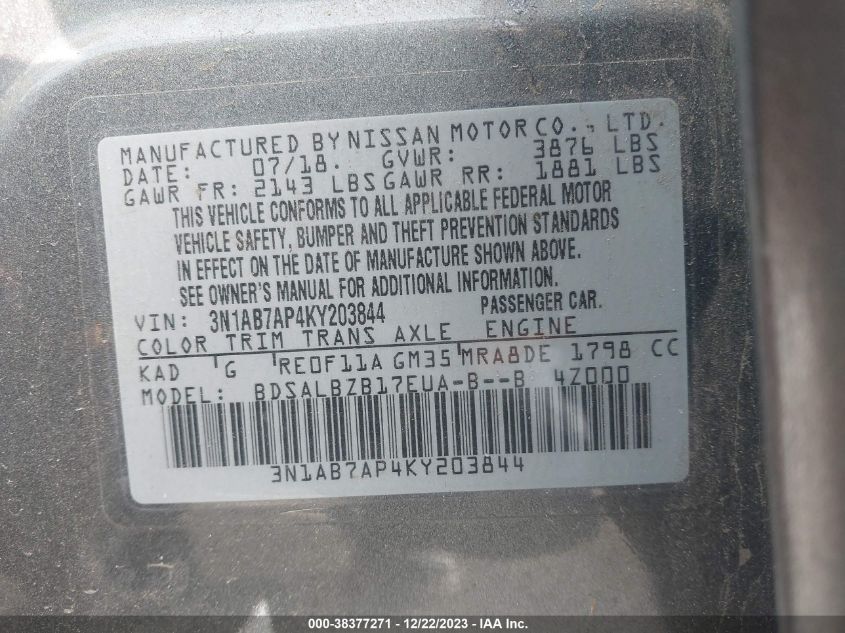 MANUFACTURED BY NISSAN MOTOR CO., LTD.
DATE: 07/18. GVWR: 3876 LBS
GAWR FR: 2143 LBS GAWR RR: 1881 LBS
THIS VEHICLE CONFORMS TO ALL APPLICABLE FEDERAL MOTOR
VEHICLE SAFETY, BUMPER AND THEFT PREVENTION STANDARDS
IN EFFECT ON THE DATE OF MANUFACTURE SHOWN ABOVE.
SEE OWNER'S MANUAL FOR ADDITIONAL INFORMATION.
VIN: 3N1AB7AP4KY203844 PASSENGER CAR.
COLOR TRIM TRANS AXLE ENGINE
KAD G RE0F11A GM35 MRA8DE 1798 CC
MODEL: BDSALBZB17EUA-B--B 4Z000
3N1AB7AP4KY203844
000-38377271 - 12/22/2023 - IAA Inc.